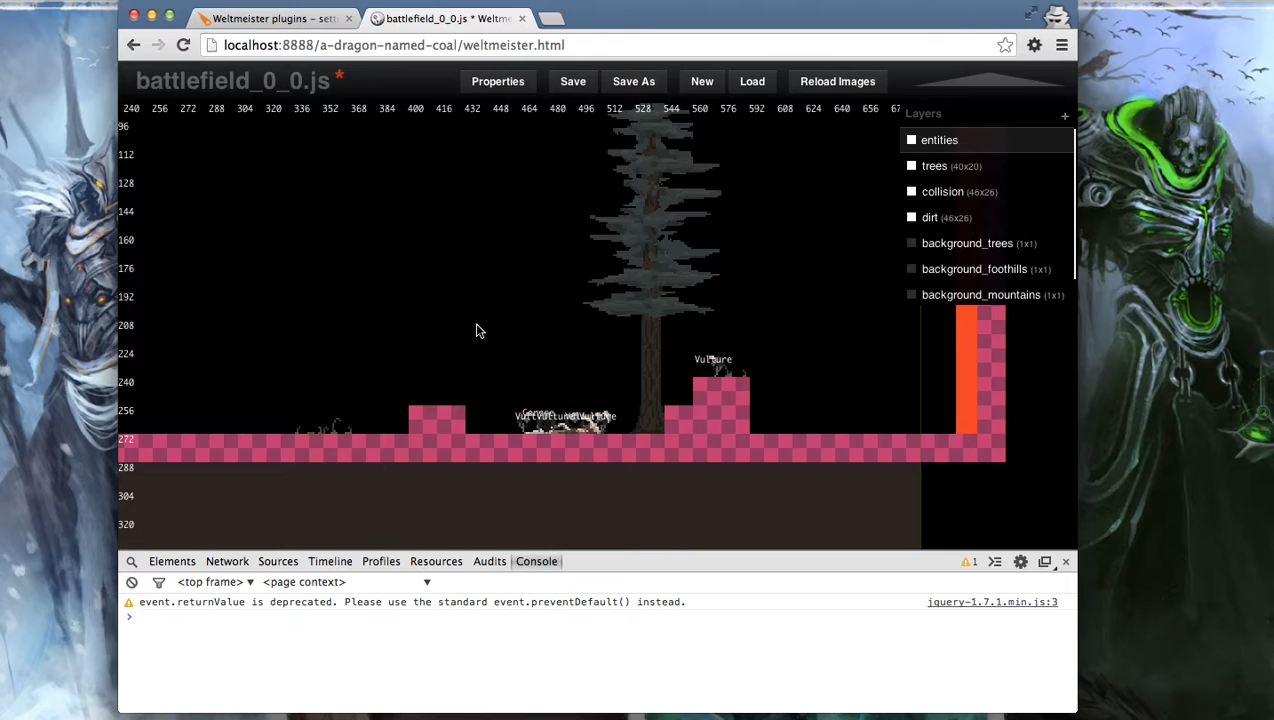 Weltmeister plugins - sett
battlefield_0_0.js * Weltme
localhost:8888/a-dragon-named-coal/weltmeister.html
battlefield_0_0.js*
Properties
Save
Save As
New
Load
Reload Images
240 256 272 288 304 320 336 352 368 384 400 416 432 448 464 480 496 512 528 544 560 576 592 608 624 640 656 67
96
112
128
144
160
176
192
208
224
240
256
272
288
304
320
Layers
+
entities
trees (40x20)
collision (46x26)
dirt (46x26)
background_trees (1x1)
background_foothills (1x1)
background_mountains (1x1)
Vulture
Elements Network Sources Timeline Profiles Resources Audits Console
1
<top frame> <page context>
event.returnValue is deprecated. Please use the standard event.preventDefault() instead.
jquery-1.7.1.min.js:3